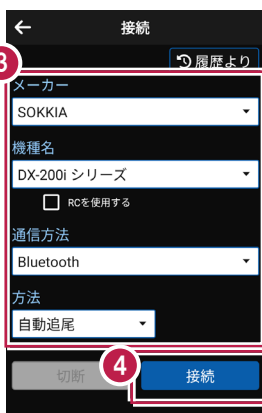 ← 接続
履歴より
3
メーカー
SOKKIA
機種名
DX-200i シリーズ
RCを使用する
通信方法
Bluetooth
方法
自動追尾
4
切断 接続